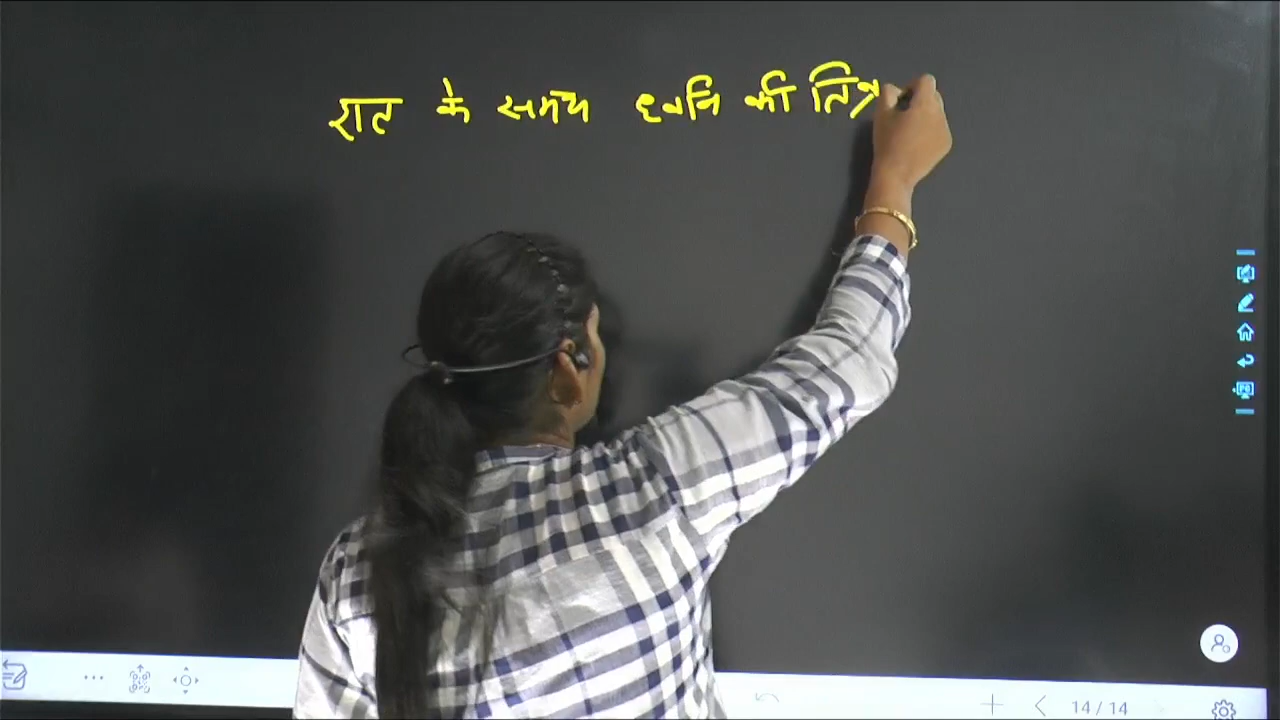 रात के समय ध्वनि की तिव्र
14/14